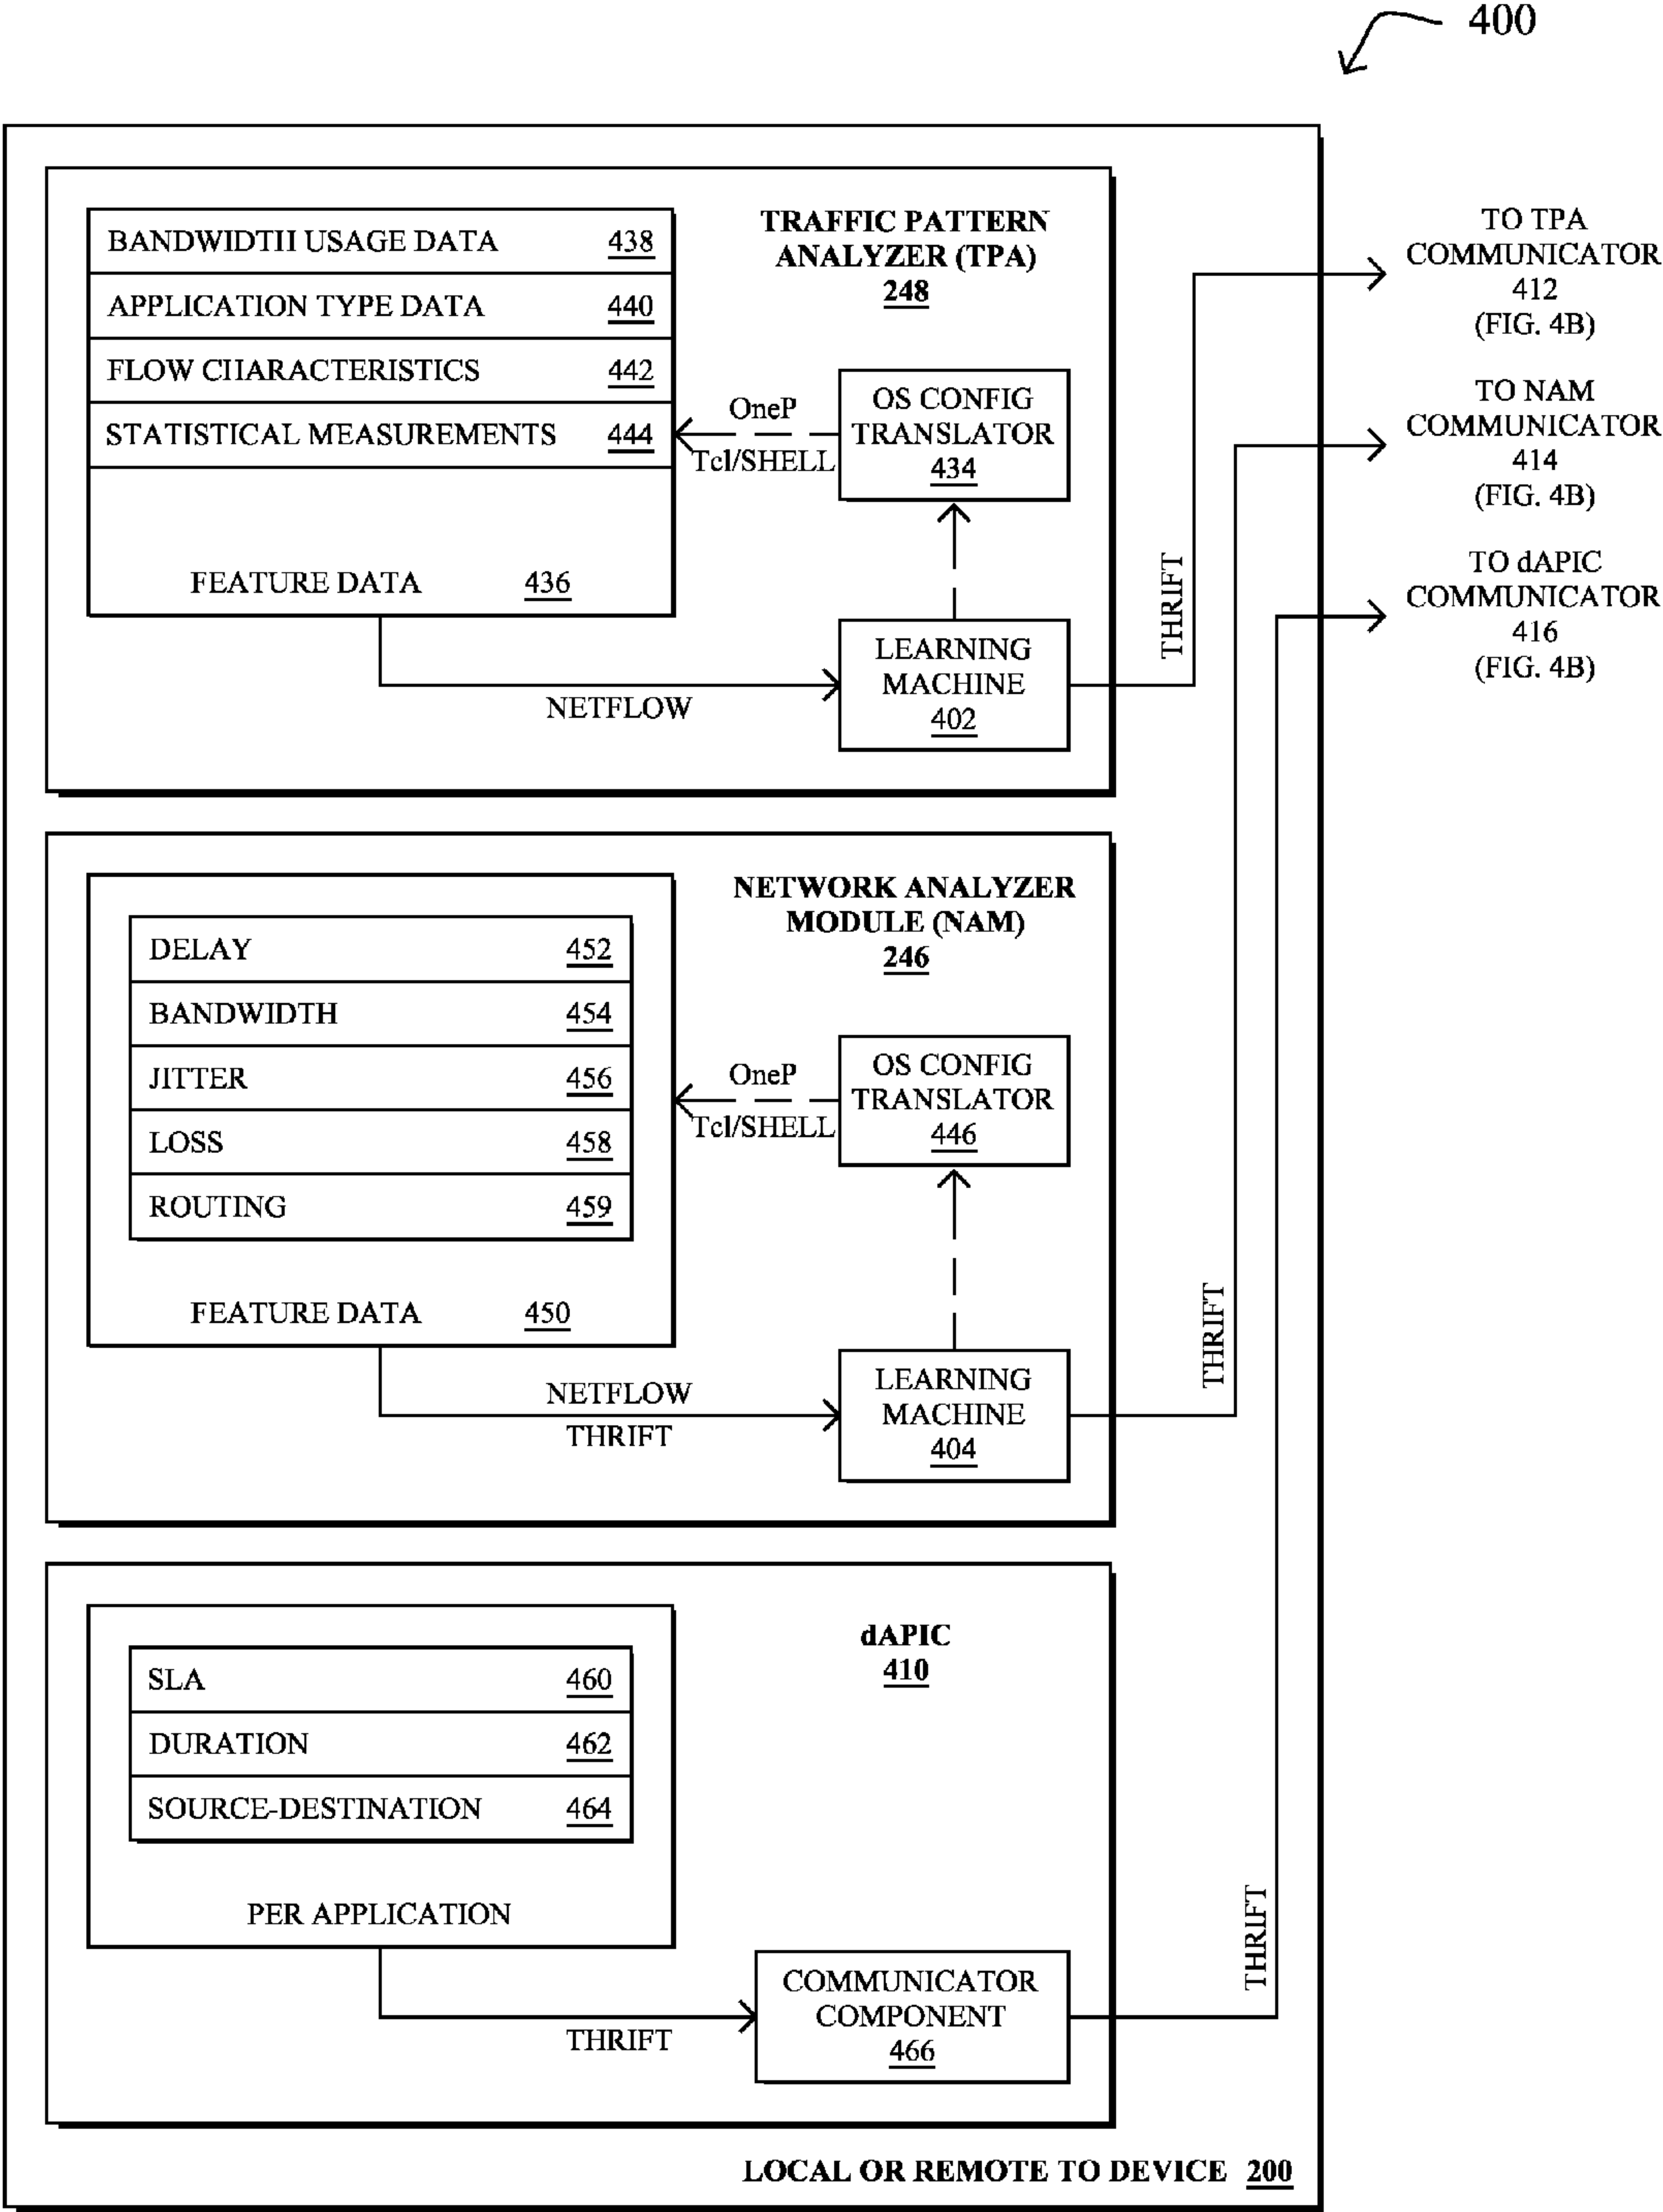 400
TRAFFIC PATTERN
ANALYZER (TPA)
248
BANDWIDTH USAGE DATA 438
APPLICATION TYPE DATA 440
FLOW CHARACTERISTICS 442
STATISTICAL MEASUREMENTS 444
FEATURE DATA 436
OneP
Tcl/SHELL
OS CONFIG
TRANSLATOR
434
NETFLOW
LEARNING
MACHINE
402
THRIFT
TO TPA
COMMUNICATOR
412
(FIG. 4B)
TO NAM
COMMUNICATOR
414
(FIG. 4B)
TO dAPIC
COMMUNICATOR
416
(FIG. 4B)
NETWORK ANALYZER
MODULE (NAM)
246
DELAY 452
BANDWIDTH 454
JITTER 456
LOSS 458
ROUTING 459
FEATURE DATA 450
OneP
Tcl/SHELL
OS CONFIG
TRANSLATOR
446
NETFLOW
THRIFT
LEARNING
MACHINE
404
THRIFT
dAPIC
410
SLA 460
DURATION 462
SOURCE-DESTINATION 464
PER APPLICATION
THRIFT
COMMUNICATOR
COMPONENT
466
THRIFT
LOCAL OR REMOTE TO DEVICE 200